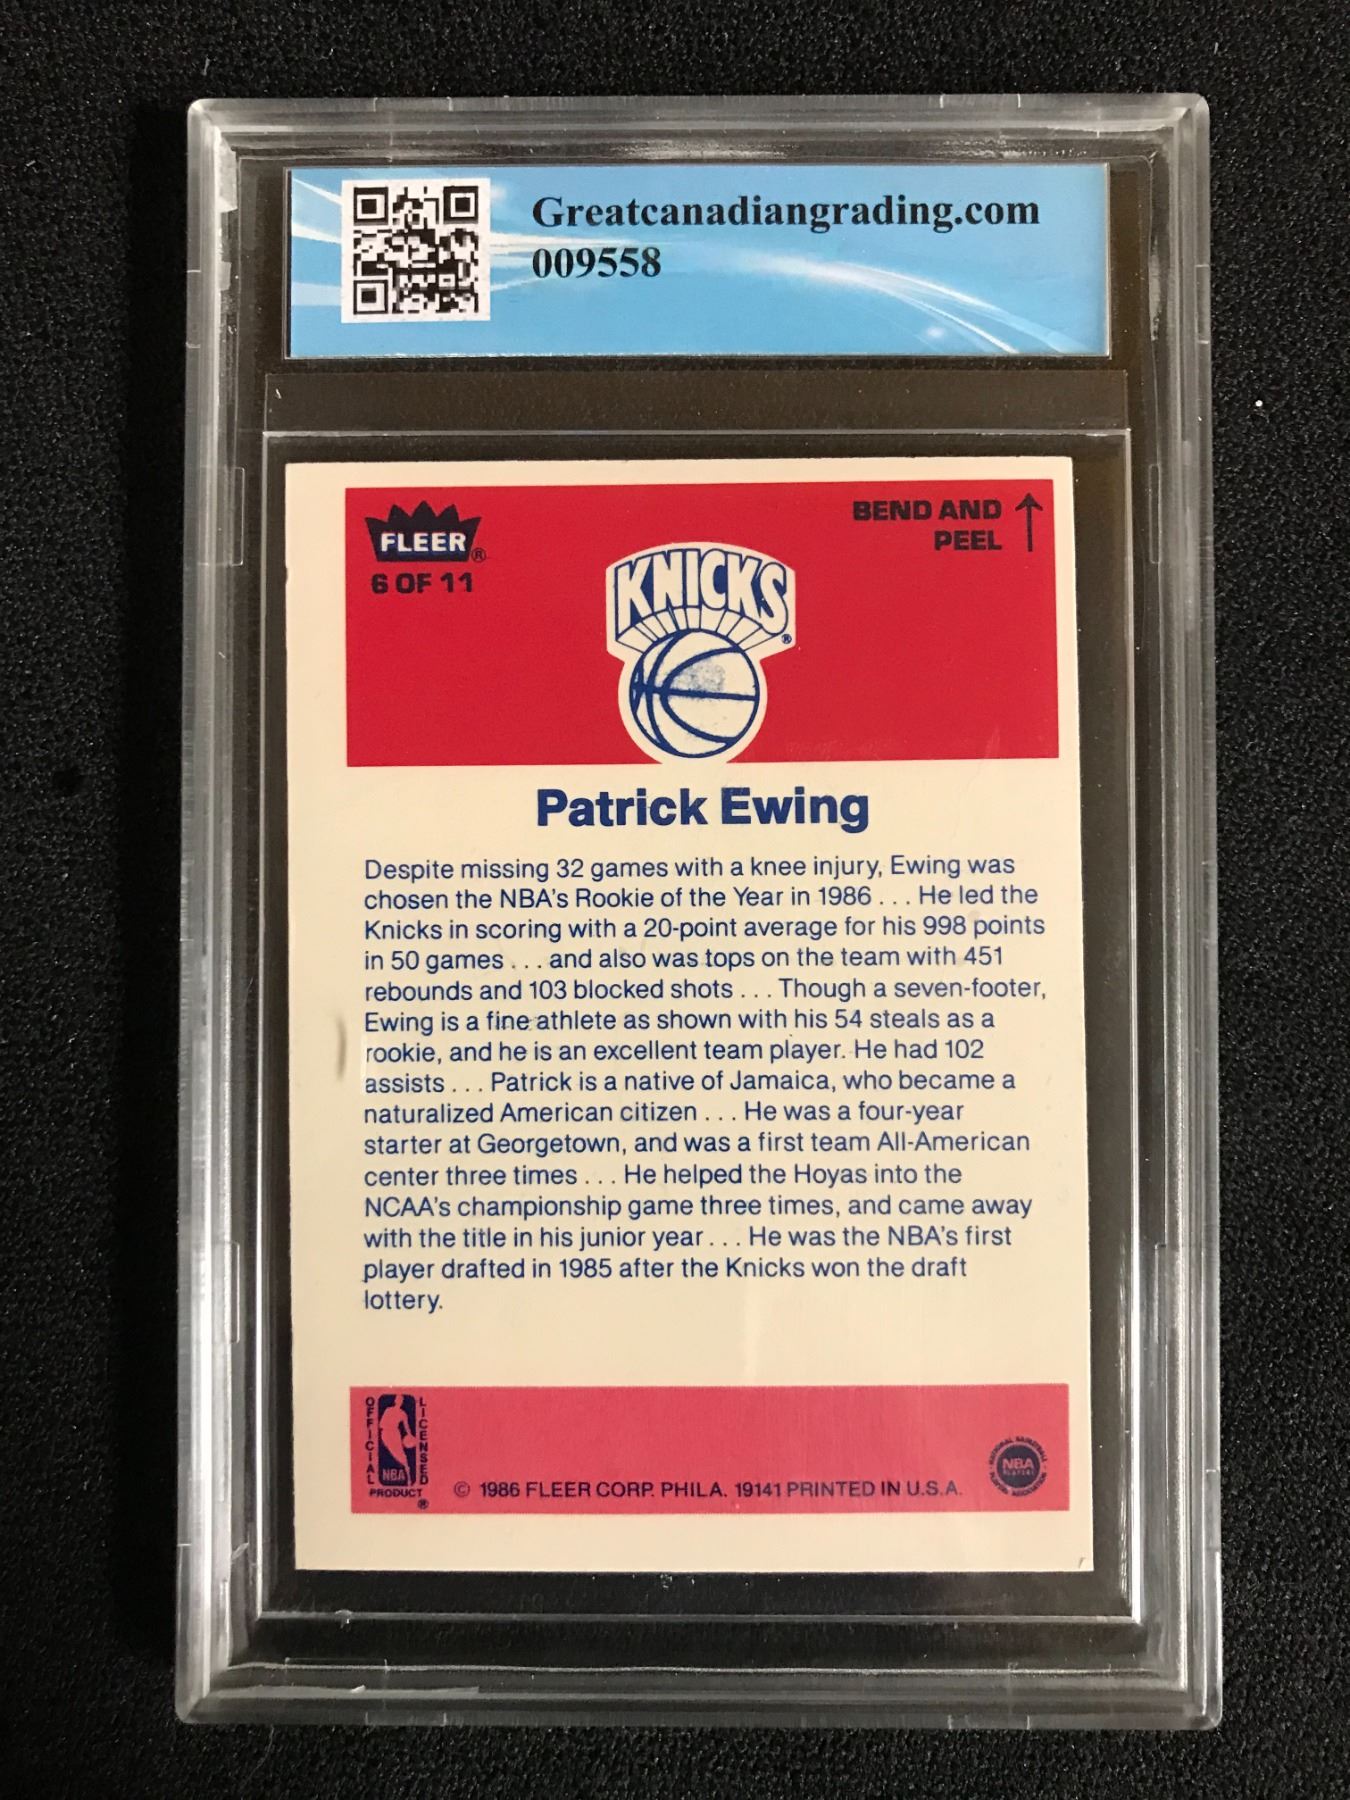 Greatcanadiangrading.com
009558
FLEER®
6 OF 11
BEND AND
PEEL
KNICKS
®
Patrick Ewing
Despite missing 32 games with a knee injury, Ewing was
chosen the NBA's Rookie of the Year in 1986 . . . He led the
Knicks in scoring with a 20-point average for his 998 points
in 50 games . . . and also was tops on the team with 451
rebounds and 103 blocked shots . . . Though a seven-footer,
Ewing is a fine athlete as shown with his 54 steals as a
rookie, and he is an excellent team player. He had 102
assists . . . Patrick is a native of Jamaica, who became a
naturalized American citizen . . . He was a four-year
starter at Georgetown, and was a first team All-American
center three times . . . He helped the Hoyas into the
NCAA's championship game three times, and came away
with the title in his junior year . . . He was the NBA's first
player drafted in 1985 after the Knicks won the draft
lottery.
OFFICIAL
LICENSED
NBA
PRODUCT
®
© 1986 FLEER CORP. PHILA. 19141 PRINTED IN U.S.A.
NATIONAL BASKETBALL
NBA
PLAYERS
PLAYERS ASSOCIATION